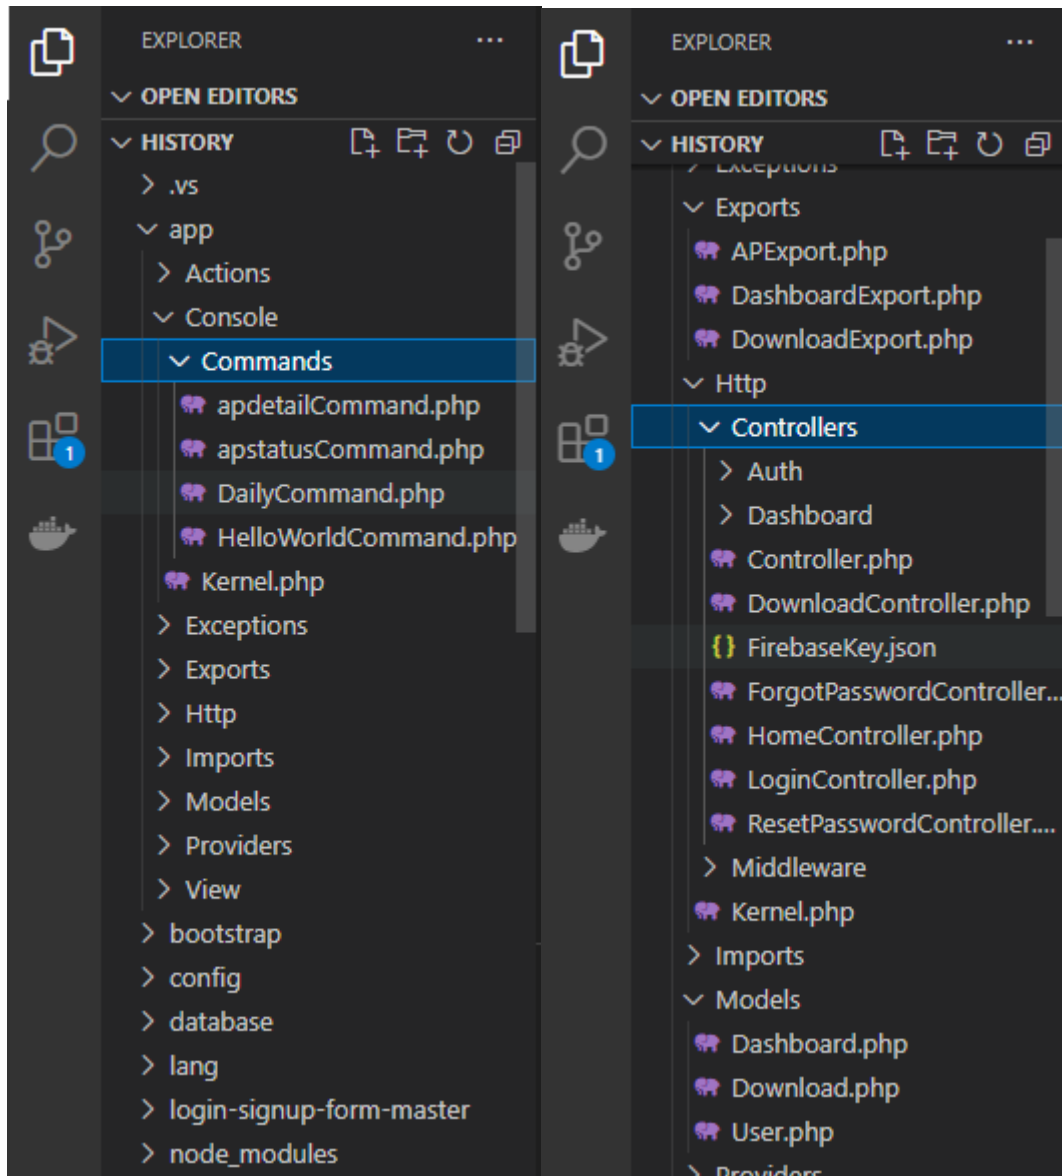 EXPLORER
OPEN EDITORS
HISTORY
.vs
app
Actions
Console
Commands
apdetailCommand.php
apstatusCommand.php
DailyCommand.php
HelloWorldCommand.php
Kernel.php
Exceptions
Exports
Http
Imports
Models
Providers
View
bootstrap
config
database
lang
login-signup-form-master
node_modules
1
EXPLORER
OPEN EDITORS
HISTORY
Exceptions
Exports
APExport.php
DashboardExport.php
DownloadExport.php
Http
Controllers
Auth
Dashboard
Controller.php
DownloadController.php
{} FirebaseKey.json
ForgotPasswordController...
HomeController.php
LoginController.php
ResetPasswordController....
Middleware
Kernel.php
Imports
Models
Dashboard.php
Download.php
User.php
Providers
1